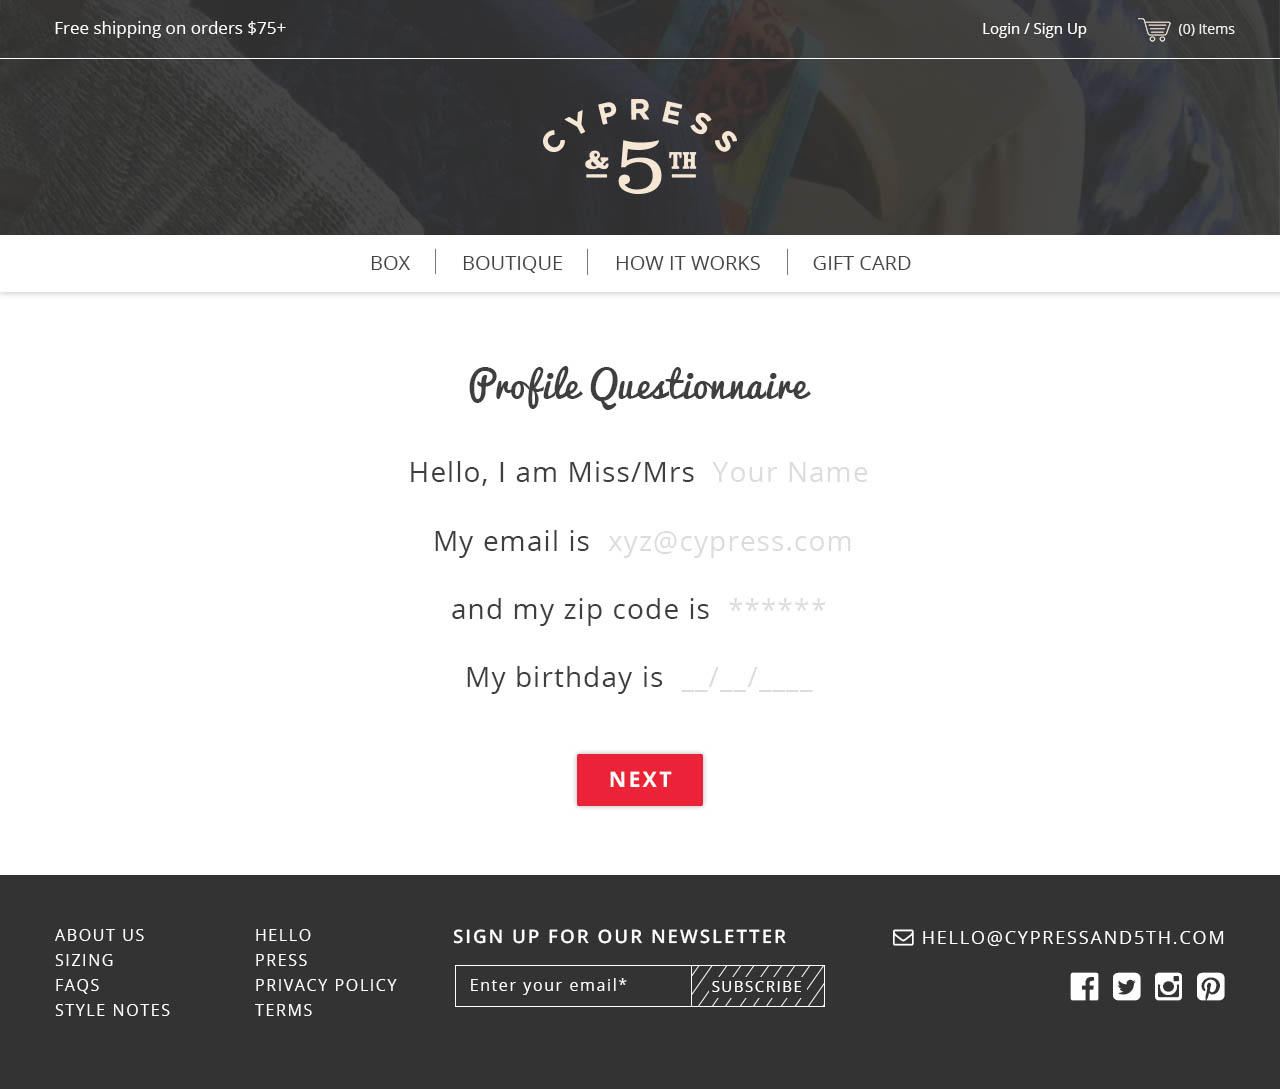 Free shipping on orders $75+
Login / Sign Up
(0) Items
CYPRESS
& 5TH
BOX
BOUTIQUE
HOW IT WORKS
GIFT CARD
Profile Questionnaire
Hello, I am Miss/Mrs Your Name
My email is xyz@cypress.com
and my zip code is ******
My birthday is __/__/____
NEXT
ABOUT US
SIZING
FAQS
STYLE NOTES
HELLO
PRESS
PRIVACY POLICY
TERMS
SIGN UP FOR OUR NEWSLETTER
Enter your email*
SUBSCRIBE
HELLO@CYPRESSAND5TH.COM